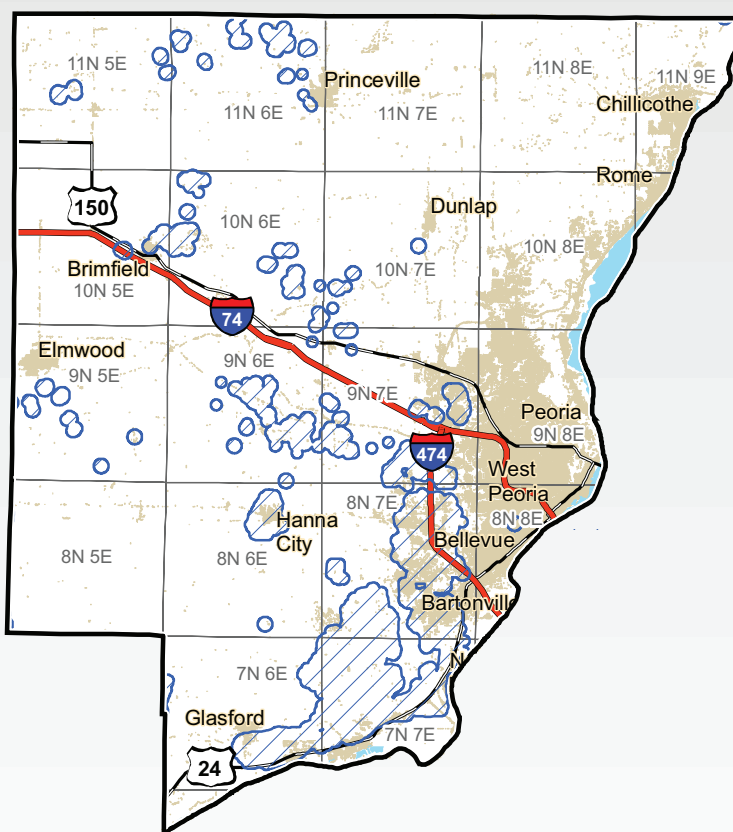 11N 5E
11N 8E
11N 9E
Princeville
Chillicothe
11N 6E
11N 7E
Rome
150
Dunlap
10N 6E
10N 8E
Brimfield
10N 7E
10N 5E
74
Elmwood
9N 6E
9N 5E
9N 7E
Peoria
9N 8E
474
West
Peoria
8N 7E
Hanna
City
8N 8E
Bellevue
8N 5E
8N 6E
Bartonvill
N
7N 6E
Glasford
7N 7E
24